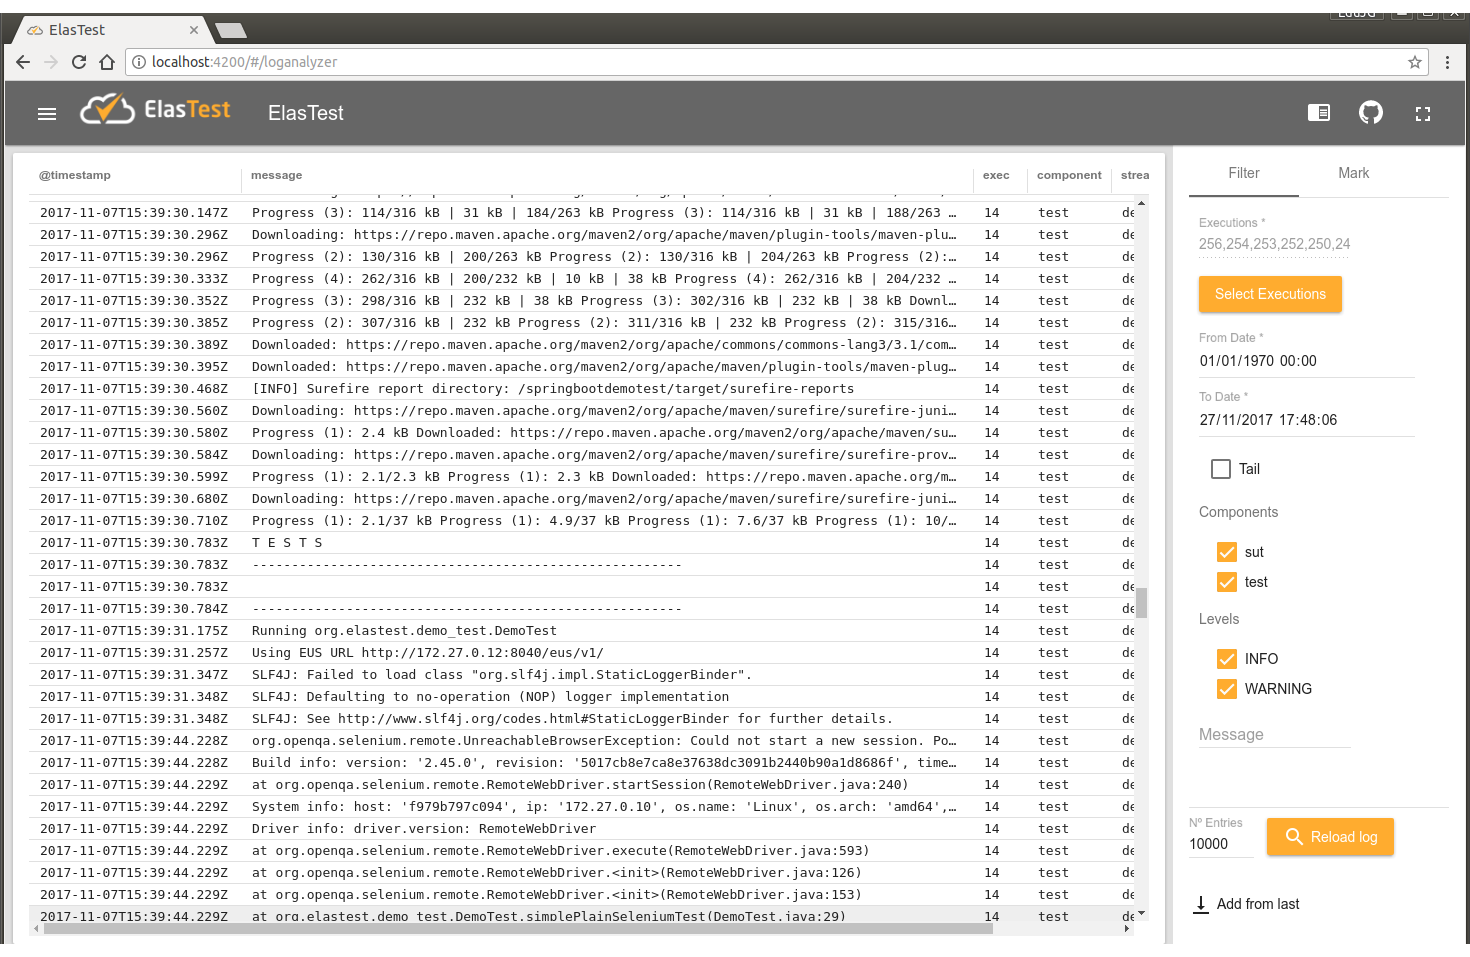 ElasTest
localhost:4200/#/loganalyzer
ElasTest ElasTest
@timestamp message exec component strea
2017-11-07T15:39:30.147Z Progress (3): 114/316 kB | 31 kB | 184/263 kB Progress (3): 114/316 kB | 31 kB | 188/263 … 14 test de
2017-11-07T15:39:30.296Z Downloading: https://repo.maven.apache.org/maven2/org/apache/maven/plugin-tools/maven-plu… 14 test de
2017-11-07T15:39:30.296Z Progress (2): 130/316 kB | 200/263 kB Progress (2): 130/316 kB | 204/263 kB Progress (2):… 14 test de
2017-11-07T15:39:30.333Z Progress (4): 262/316 kB | 200/232 kB | 10 kB | 38 kB Progress (4): 262/316 kB | 204/232 … 14 test de
2017-11-07T15:39:30.352Z Progress (3): 298/316 kB | 232 kB | 38 kB Progress (3): 302/316 kB | 232 kB | 38 kB Downl… 14 test de
2017-11-07T15:39:30.385Z Progress (2): 307/316 kB | 232 kB Progress (2): 311/316 kB | 232 kB Progress (2): 315/316… 14 test de
2017-11-07T15:39:30.389Z Downloaded: https://repo.maven.apache.org/maven2/org/apache/commons/commons-lang3/3.1/com… 14 test de
2017-11-07T15:39:30.395Z Downloaded: https://repo.maven.apache.org/maven2/org/apache/maven/plugin-tools/maven-plug… 14 test de
2017-11-07T15:39:30.468Z [INFO] Surefire report directory: /springbootdemotest/target/surefire-reports 14 test de
2017-11-07T15:39:30.560Z Downloading: https://repo.maven.apache.org/maven2/org/apache/maven/surefire/surefire-juni… 14 test de
2017-11-07T15:39:30.580Z Progress (1): 2.4 kB Downloaded: https://repo.maven.apache.org/maven2/org/apache/maven/su… 14 test de
2017-11-07T15:39:30.584Z Downloading: https://repo.maven.apache.org/maven2/org/apache/maven/surefire/surefire-prov… 14 test de
2017-11-07T15:39:30.599Z Progress (1): 2.1/2.3 kB Progress (1): 2.3 kB Downloaded: https://repo.maven.apache.org/m… 14 test de
2017-11-07T15:39:30.680Z Downloading: https://repo.maven.apache.org/maven2/org/apache/maven/surefire/surefire-juni… 14 test de
2017-11-07T15:39:30.710Z Progress (1): 2.1/37 kB Progress (1): 4.9/37 kB Progress (1): 7.6/37 kB Progress (1): 10/… 14 test de
2017-11-07T15:39:30.783Z T E S T S 14 test de
2017-11-07T15:39:30.783Z ------------------------------------------------------- 14 test de
2017-11-07T15:39:30.783Z 14 test de
2017-11-07T15:39:30.784Z ------------------------------------------------------- 14 test de
2017-11-07T15:39:31.175Z Running org.elastest.demo_test.DemoTest 14 test de
2017-11-07T15:39:31.257Z Using EUS URL http://172.27.0.12:8040/eus/v1/ 14 test de
2017-11-07T15:39:31.347Z SLF4J: Failed to load class "org.slf4j.impl.StaticLoggerBinder". 14 test de
2017-11-07T15:39:31.348Z SLF4J: Defaulting to no-operation (NOP) logger implementation 14 test de
2017-11-07T15:39:31.348Z SLF4J: See http://www.slf4j.org/codes.html#StaticLoggerBinder for further details. 14 test de
2017-11-07T15:39:44.228Z org.openqa.selenium.remote.UnreachableBrowserException: Could not start a new session. Po… 14 test de
2017-11-07T15:39:44.228Z Build info: version: '2.45.0', revision: '5017cb8e7ca8e37638dc3091b2440b90a1d8686f', time… 14 test de
2017-11-07T15:39:44.229Z at org.openqa.selenium.remote.RemoteWebDriver.startSession(RemoteWebDriver.java:240) 14 test de
2017-11-07T15:39:44.229Z System info: host: 'f979b797c094', ip: '172.27.0.10', os.name: 'Linux', os.arch: 'amd64',… 14 test de
2017-11-07T15:39:44.229Z Driver info: driver.version: RemoteWebDriver 14 test de
2017-11-07T15:39:44.229Z at org.openqa.selenium.remote.RemoteWebDriver.execute(RemoteWebDriver.java:593) 14 test de
2017-11-07T15:39:44.229Z at org.openqa.selenium.remote.RemoteWebDriver.<init>(RemoteWebDriver.java:126) 14 test de
2017-11-07T15:39:44.229Z at org.openqa.selenium.remote.RemoteWebDriver.<init>(RemoteWebDriver.java:153) 14 test de
2017-11-07T15:39:44.229Z at org.elastest.demo_test.DemoTest.simplePlainSeleniumTest(DemoTest.java:29) 14 test de
Filter Mark
Executions *
256,254,253,252,250,24
Select Executions
From Date *
01/01/1970 00:00
To Date *
27/11/2017 17:48:06
Tail
Components
sut
test
Levels
INFO
WARNING
Message
Nº Entries
10000
Reload log
Add from last